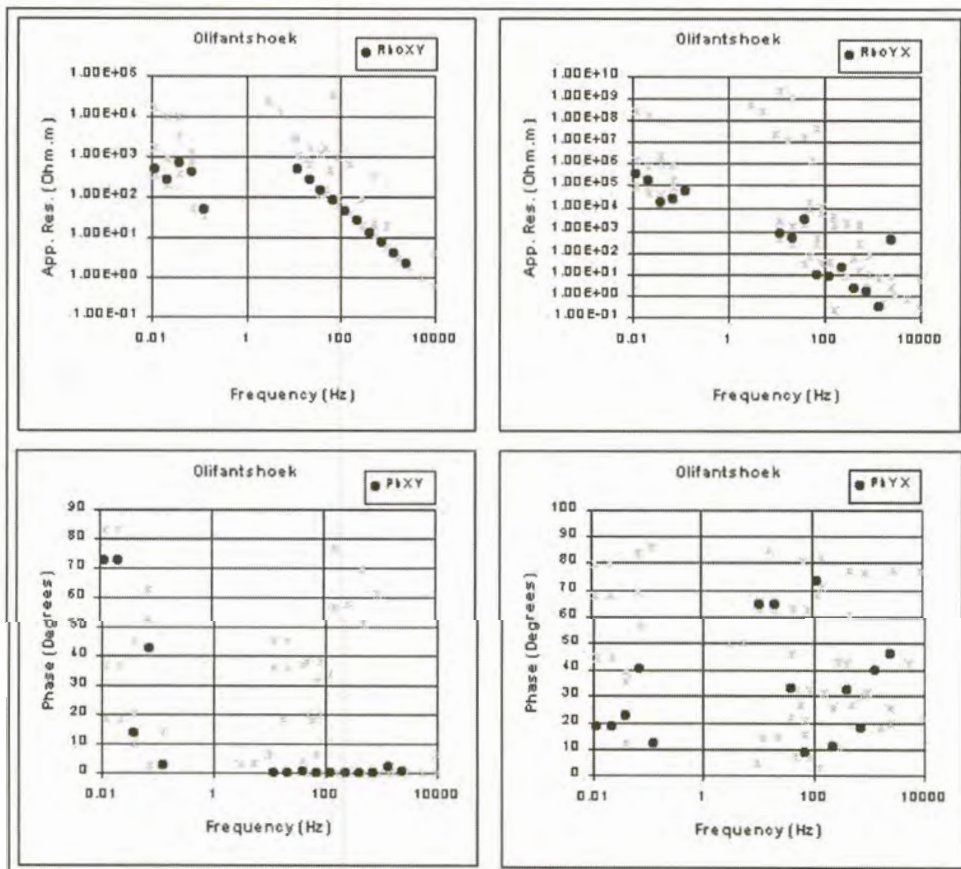 Olifantshoek
RhoXY
1.00E+05
1.00E+04
1.00E+03
1.00E+02
1.00E+01
1.00E+00
1.00E-01
App. Res. (Ohm.m)
0.01 1 100 10000
Frequency (Hz)
Olifantshoek
RhoYX
1.00E+10
1.00E+09
1.00E+08
1.00E+07
1.00E+06
1.00E+05
1.00E+04
1.00E+03
1.00E+02
1.00E+01
1.00E+00
1.00E-01
App. Res. (Ohm.m)
0.01 1 100 10000
Frequency (Hz)
Olifantshoek
PhXY
90
80
70
60
50
40
30
20
10
0
Phase (Degrees)
0.01 1 100 10000
Frequency (Hz)
Olifantshoek
PhYX
100
90
80
70
60
50
40
30
20
10
0
Phase (Degrees)
0.01 1 100 10000
Frequency (Hz)